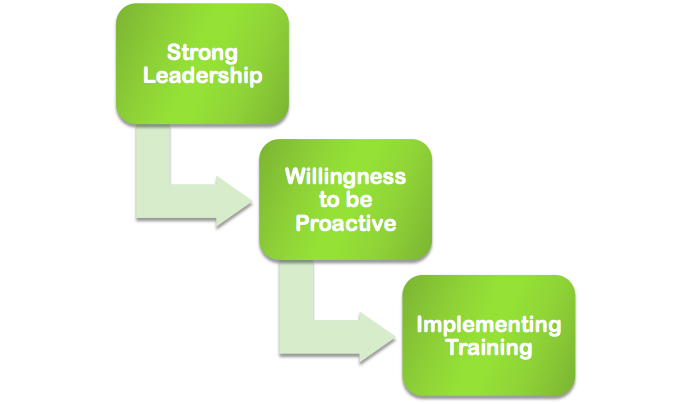 Strong
Leadership
Willingness
to be
Proactive
Implementing
Training